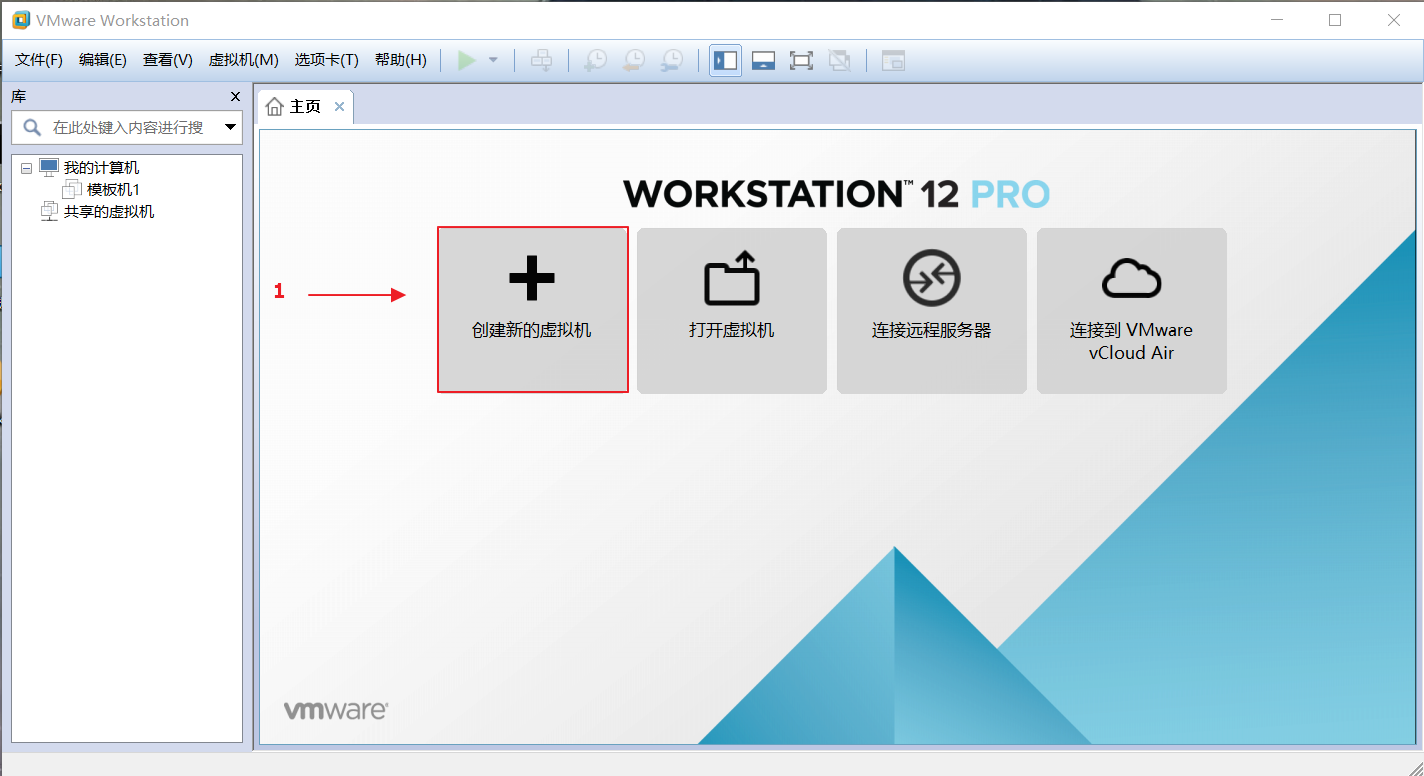 VMware Workstation
文件(F) 编辑(E) 查看(V) 虚拟机(M) 选项卡(T) 帮助(H)
库 x
主页 ×
在此处键入内容进行搜
我的计算机
模板机1
共享的虚拟机
WORKSTATION™ 12 PRO
1
创建新的虚拟机
打开虚拟机
连接远程服务器
连接到 VMware
vCloud Air
vmware®